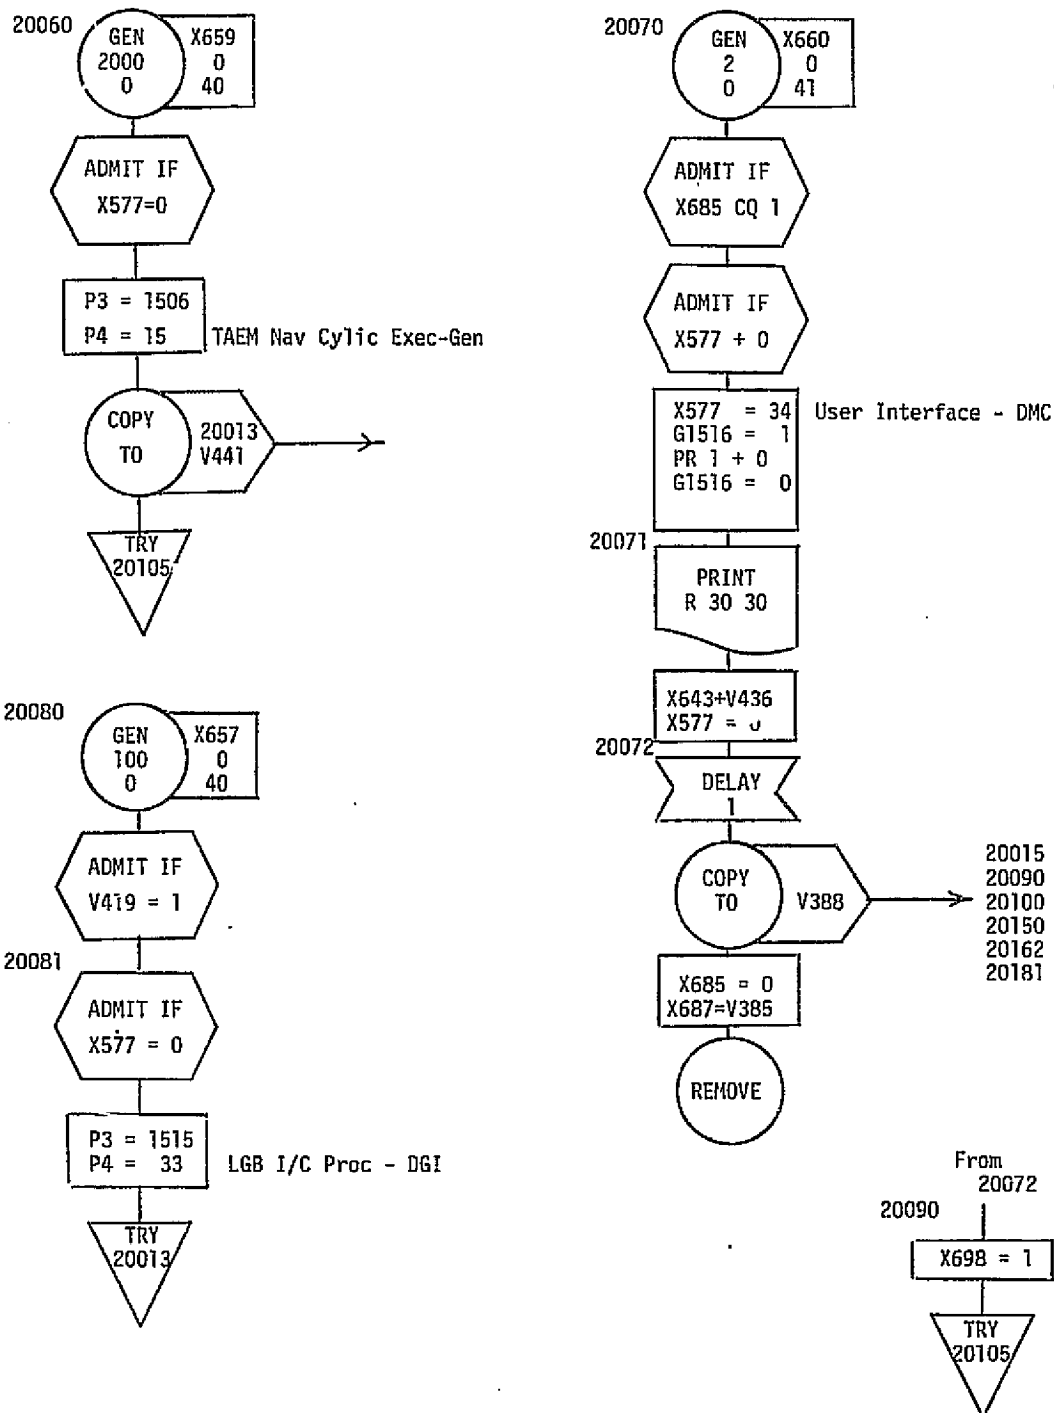 20060
GEN
2000
0
X659
0
40
ADMIT IF
X577=0
P3 = 1506
P4 = 15
TAEM Nav Cylic Exec-Gen
COPY
TO
20013
V441
TRY
20105
20080
GEN
100
0
X657
0
40
ADMIT IF
V419 = 1
20081
ADMIT IF
X577 = 0
P3 = 1515
P4 = 33
LGB I/C Proc - DGI
TRY
20013
20070
GEN
2
0
X660
0
41
ADMIT IF
X685 CQ 1
ADMIT IF
X577 + 0
X577 = 34
G1516 = 1
PR 1 + 0
G1516 = 0
User Interface - DMC
20071
PRINT
R 30 30
X643+V436
X577 = 0
20072
DELAY
1
COPY
TO
V388
20015
20090
20100
20150
20162
20181
X685 = 0
X687=V385
REMOVE
From
20072
20090
X698 = 1
TRY
20105